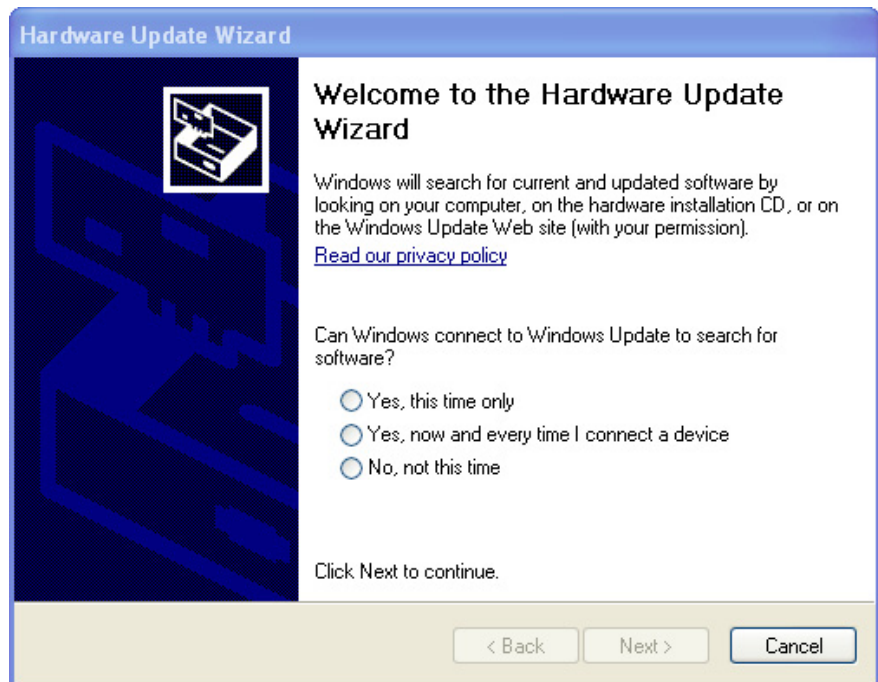 Hardware Update Wizard
Welcome to the Hardware Update
Wizard
Windows will search for current and updated software by
looking on your computer, on the hardware installation CD, or on
the Windows Update Web site (with your permission).
Read our privacy policy
Can Windows connect to Windows Update to search for
software?
Yes, this time only
Yes, now and every time I connect a device
No, not this time
Click Next to continue.
< Back Next > Cancel